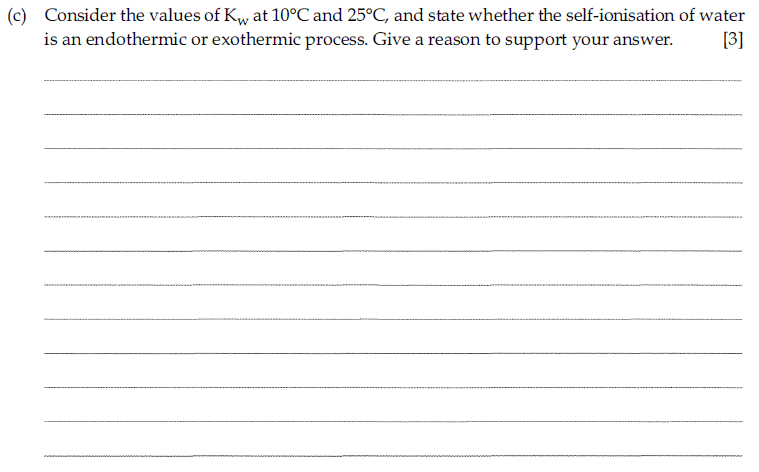 (c) Consider the values of Kw at 10°C and 25°C, and state whether the self-ionisation of water
is an endothermic or exothermic process. Give a reason to support your answer. [3]